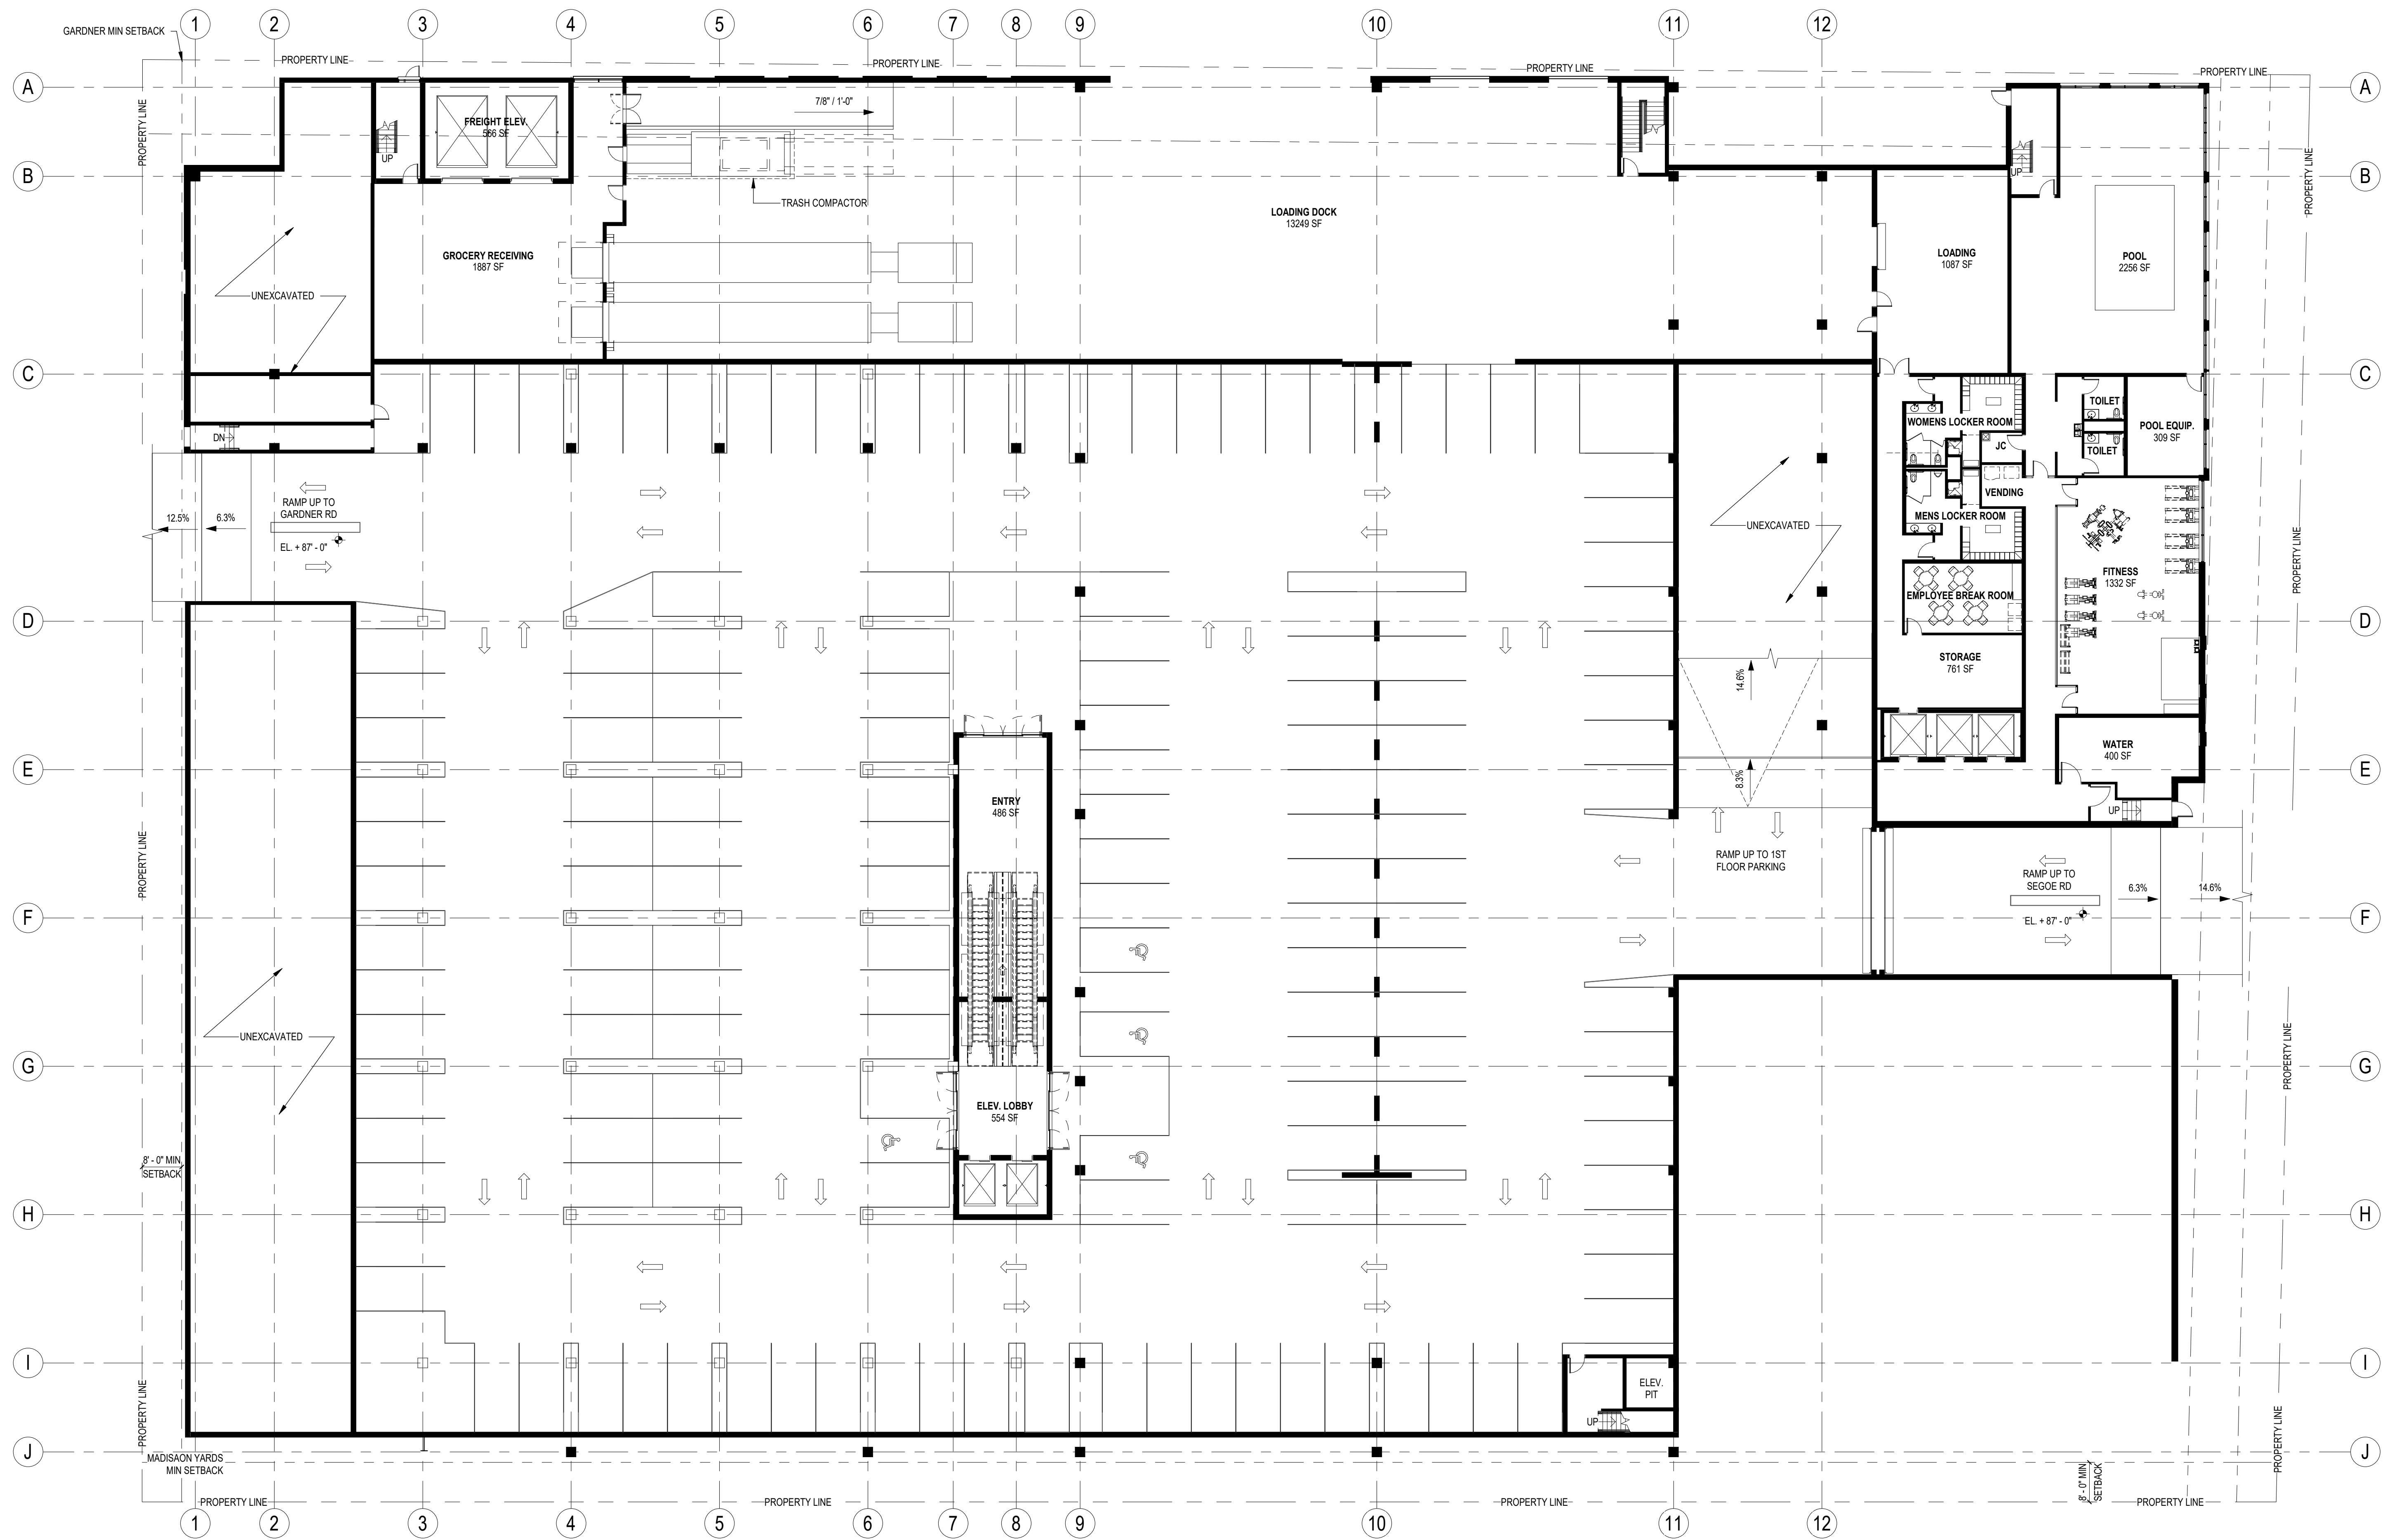 1 2 3 4 5 6 7 8 9 10 11 12
GARDNER MIN SETBACK
PROPERTY LINE
PROPERTY LINE
PROPERTY LINE
PROPERTY LINE
A
A
7/8" / 1'-0"
FREIGHT ELEV.
566 SF
PROPERTY LINE
UP
UP
B
B
PROPERTY LINE
TRASH COMPACTOR
LOADING DOCK
13249 SF
GROCERY RECEIVING
1887 SF
LOADING
1087 SF
POOL
2256 SF
UNEXCAVATED
C
C
TOILET
WOMENS LOCKER ROOM
POOL EQUIP.
309 SF
DN
JC
TOILET
VENDING
RAMP UP TO
GARDNER RD
12.5%
6.3%
MENS LOCKER ROOM
UNEXCAVATED
EL. + 87' - 0"
PROPERTY LINE
FITNESS
1332 SF
EMPLOYEE BREAK ROOM
D
D
STORAGE
761 SF
14.6%
WATER
400 SF
E
E
8.3%
ENTRY
486 SF
UP
PROPERTY LINE
RAMP UP TO 1ST
FLOOR PARKING
RAMP UP TO
SEGOE RD
6.3%
14.6%
F
F
EL. + 87' - 0"
UNEXCAVATED
PROPERTY LINE
G
G
ELEV. LOBBY
554 SF
8' - 0" MIN
SETBACK
H
H
I
I
ELEV.
PIT
PROPERTY LINE
UP
PROPERTY LINE
J
J
MADISAON YARDS
MIN SETBACK
8' - 0" MIN
SETBACK
PROPERTY LINE
PROPERTY LINE
PROPERTY LINE
PROPERTY LINE
1 2 3 4 5 6 7 8 9 10 11 12